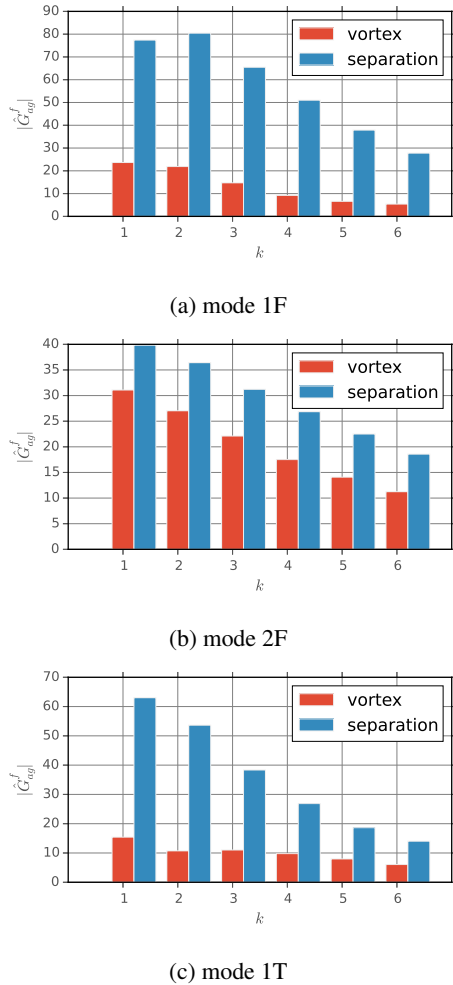 90
80
70
60
50
40
30
20
10
0
|Ĝᶠₐg|
vortex
separation
1 2 3 4 5 6
k
(a) mode 1F
40
35
30
25
20
15
10
5
0
|Ĝᶠₐg|
vortex
separation
1 2 3 4 5 6
k
(b) mode 2F
70
60
50
40
30
20
10
0
|Ĝᶠₐg|
vortex
separation
1 2 3 4 5 6
k
(c) mode 1T